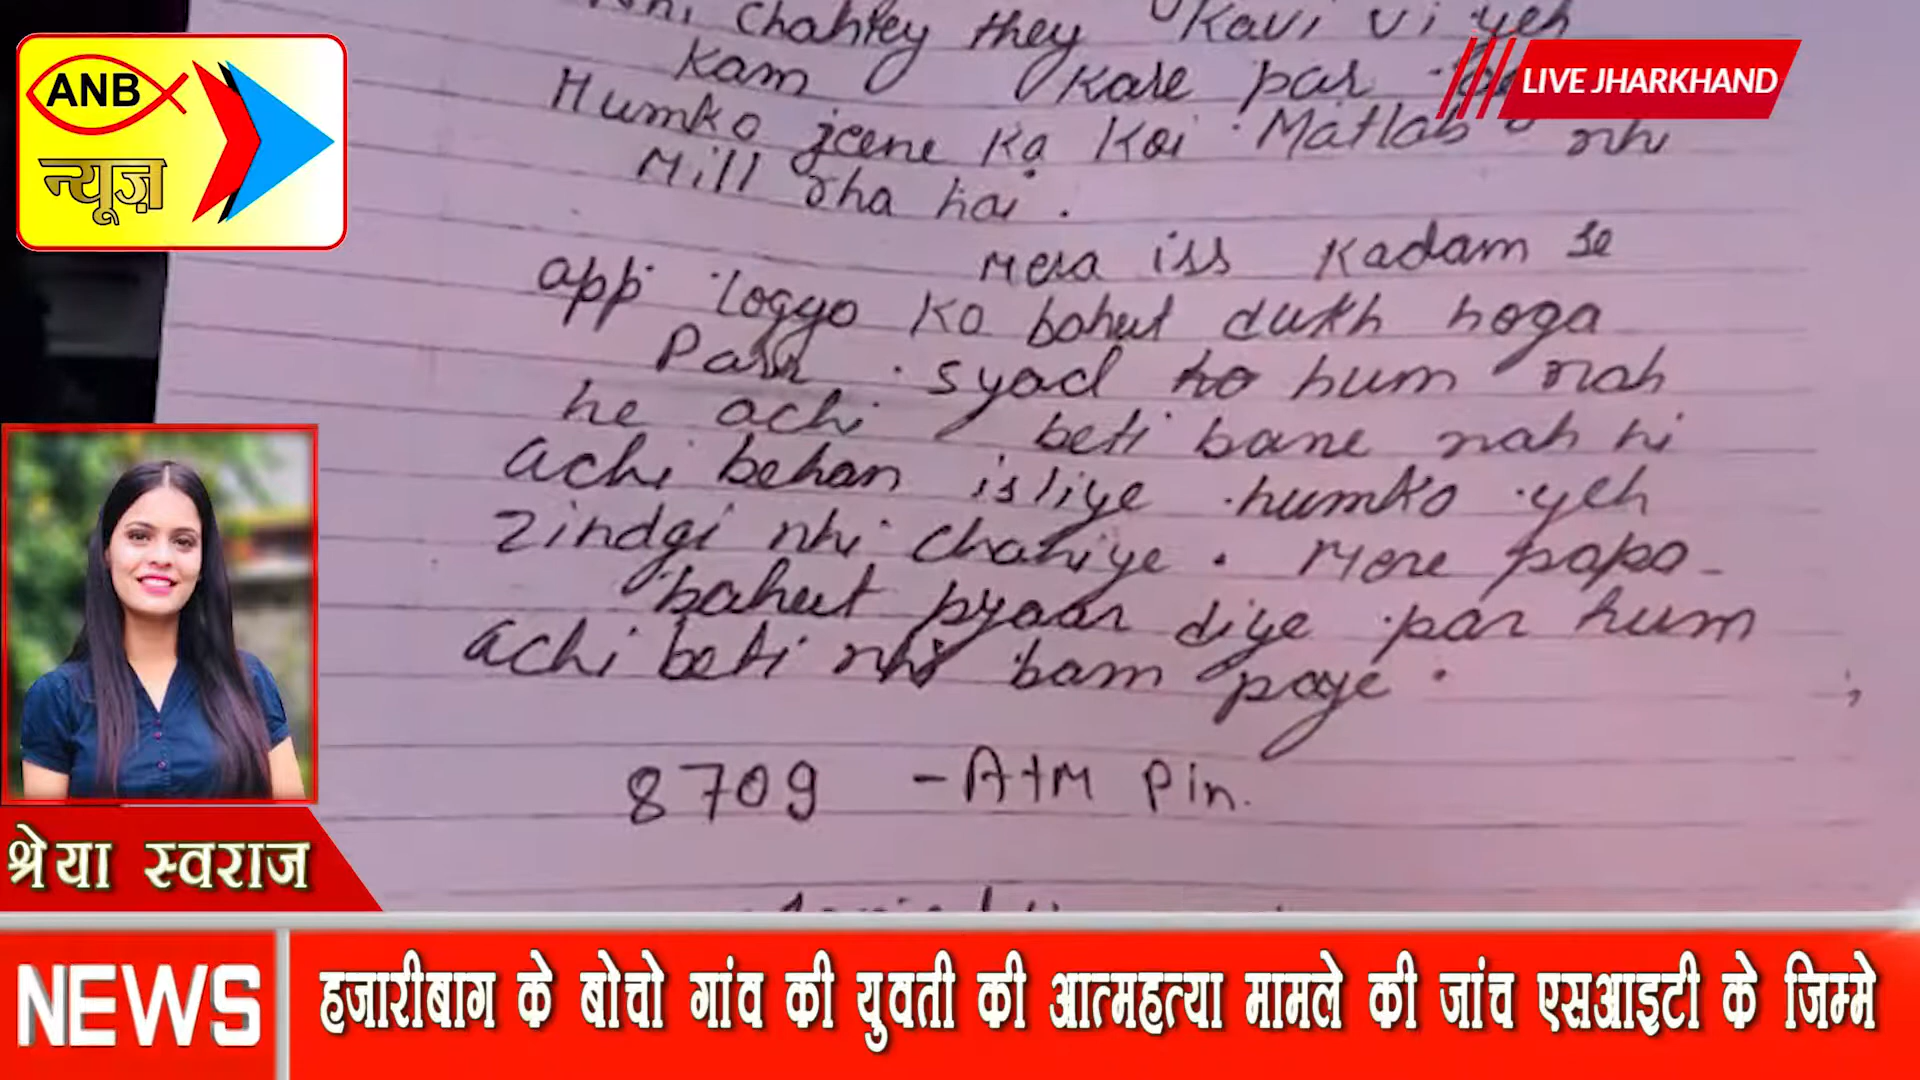 Chahtey they Kavi vi yeh
ANB
न्यूज़
LIVE JHARKHAND
Kam Kare par
Humko jeene Ka Koi Matlab nhi
Mill rha hai .
Mera iss Kadam se
app logyo Ko bahut dukh hoga
Parr syad ho hum nah
he achi beti bane nah hi
achi behan isliye humko yeh
zindgi nhi chahiye . Mere papa
bahut pyaar diye par hum
achi beti nhi bam paye .
8709 - Atm Pin.
श्रेया स्वराज
NEWS
हजारीबाग के बोचो गांव की युवती की आत्महत्या मामले की जांच एसआइटी के जिम्मे